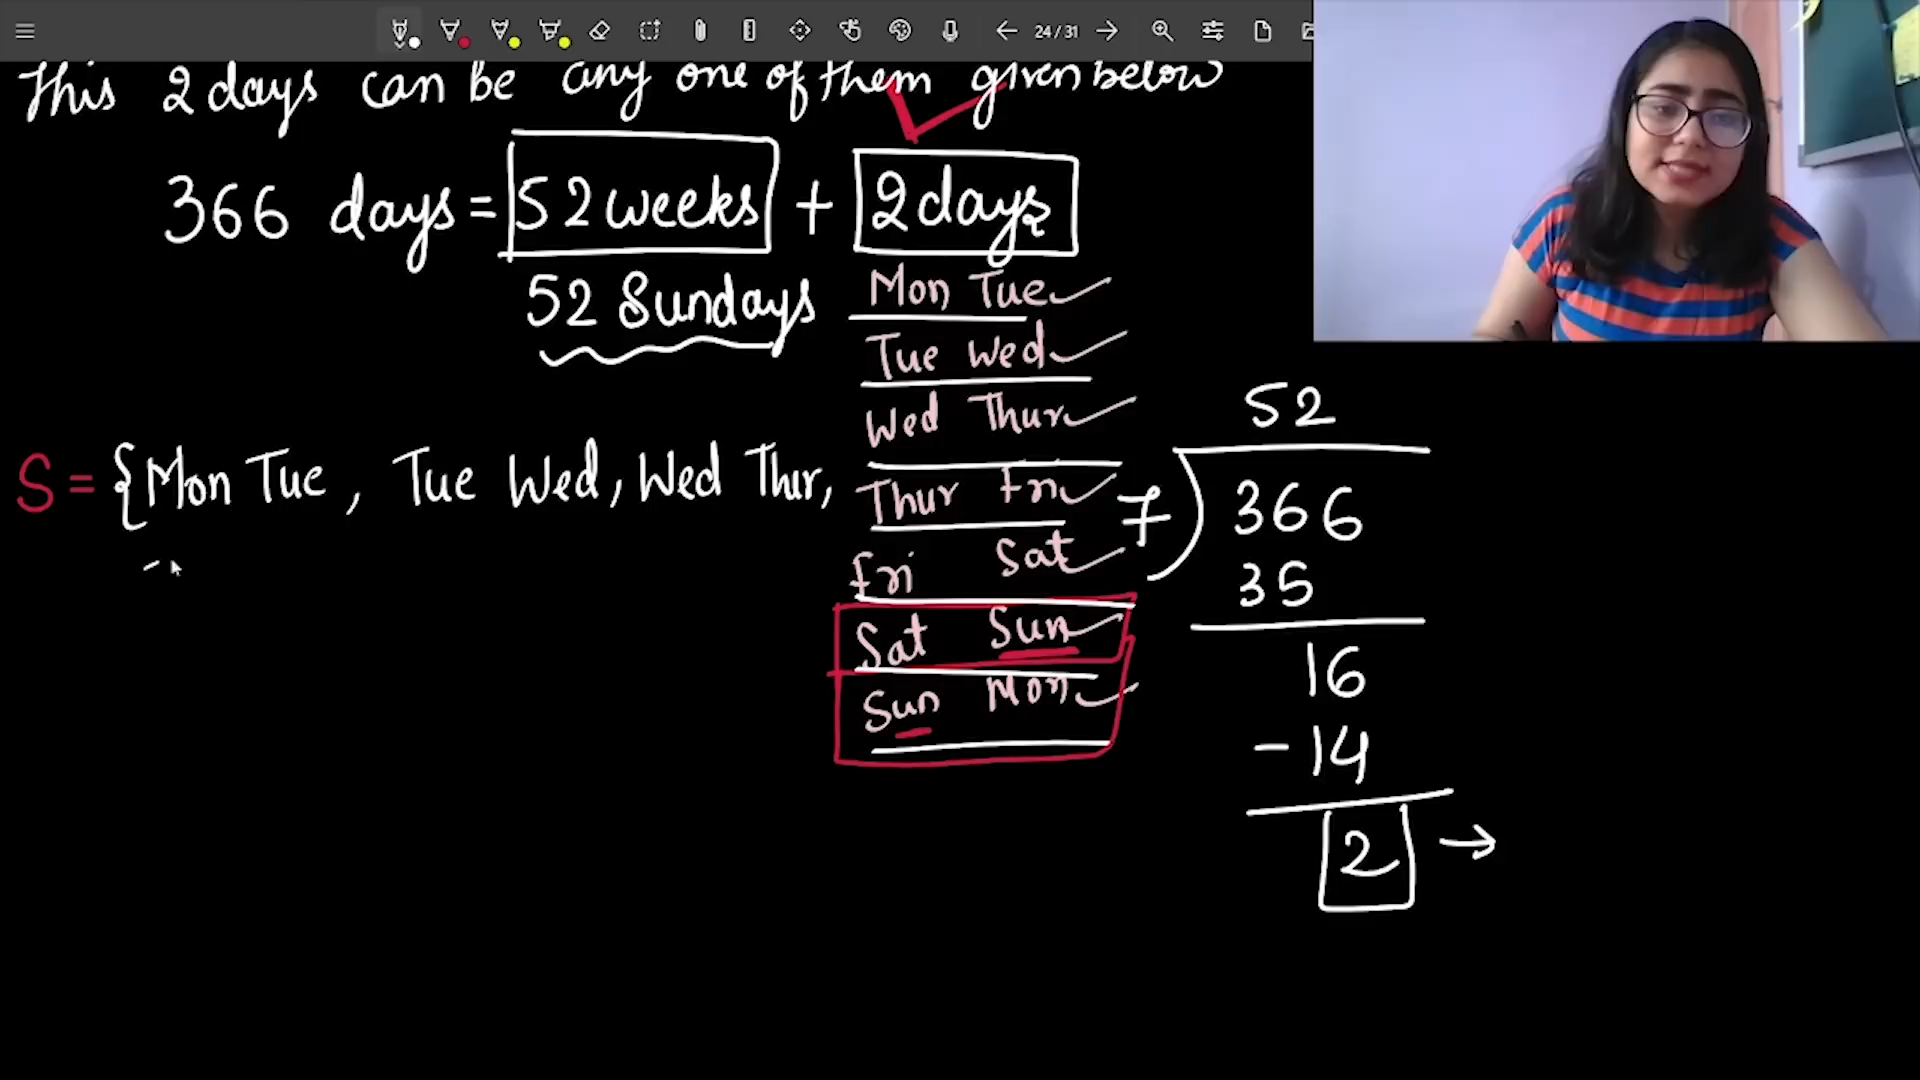 24/31
This 2 days can be any one of them given below
366 days = 52 weeks + 2 days
52 Sundays
Mon Tue
Tue Wed
Wed Thur
Thur Fri
Fri Sat
Sat Sun
Sun Mon
S = {Mon Tue, Tue Wed, Wed Thur,
52
7) 366
35
16
- 14
2 →